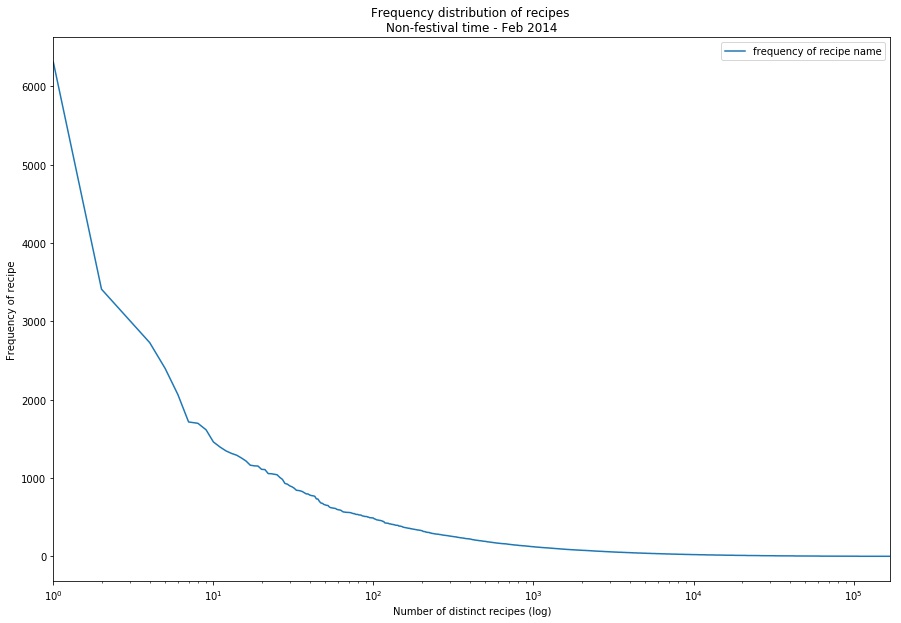 Frequency distribution of recipes
Non-festival time - Feb 2014
frequency of recipe name
Frequency of recipe
6000
5000
4000
3000
2000
1000
0
10⁰ 10¹ 10² 10³ 10⁴ 10⁵
Number of distinct recipes (log)